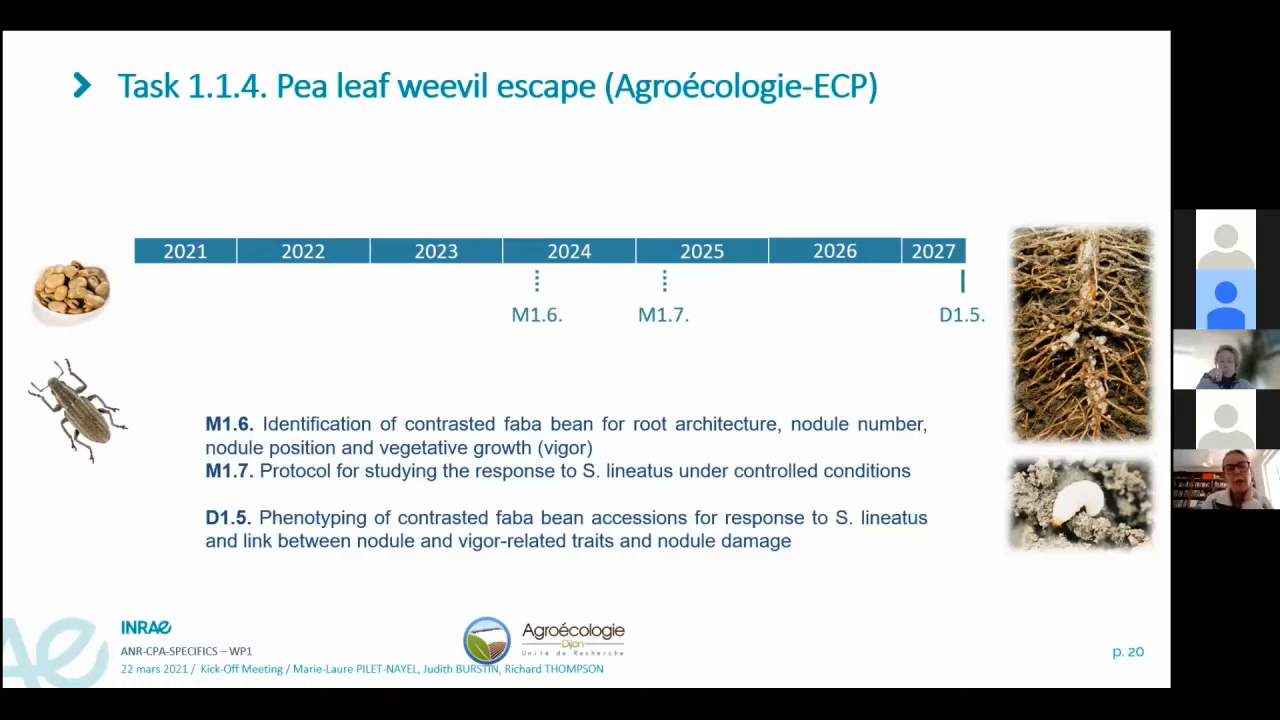 Task 1.1.4. Pea leaf weevil escape (Agroécologie-ECP)
2021 2022 2023 2024 2025 2026 2027
M1.6. M1.7. D1.5.
M1.6. Identification of contrasted faba bean for root architecture, nodule number,
nodule position and vegetative growth (vigor)
M1.7. Protocol for studying the response to S. lineatus under controlled conditions
D1.5. Phenotyping of contrasted faba bean accessions for response to S. lineatus
and link between nodule and vigor-related traits and nodule damage
INRAE
Agroécologie
Dijon
Unité de Recherche
ANR-CPA-SPECIFICS – WP1
22 mars 2021 / Kick-Off Meeting / Marie-Laure PILET-NAYEL, Judith BURSTIN, Richard THOMPSON
p. 20